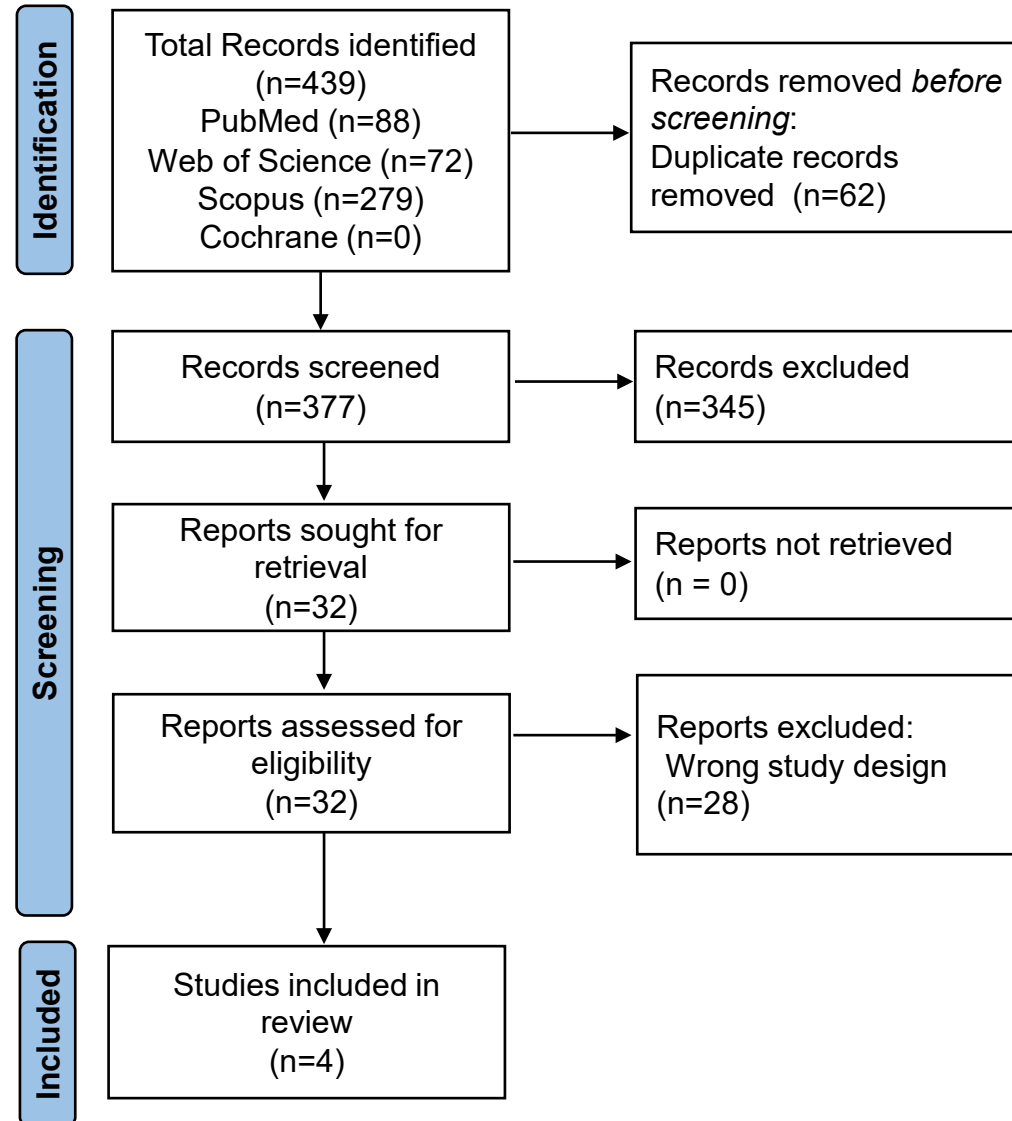 Identification
Total Records identified
(n=439)
PubMed (n=88)
Web of Science (n=72)
Scopus (n=279)
Cochrane (n=0)
Records removed before
screening:
Duplicate records
removed  (n=62)
Screening
Records screened
(n=377)
Records excluded
(n=345)
Reports sought for
retrieval
(n=32)
Reports not retrieved
(n = 0)
Reports assessed for
eligibility
(n=32)
Reports excluded:
Wrong study design
(n=28)
Included
Studies included in
review
(n=4)